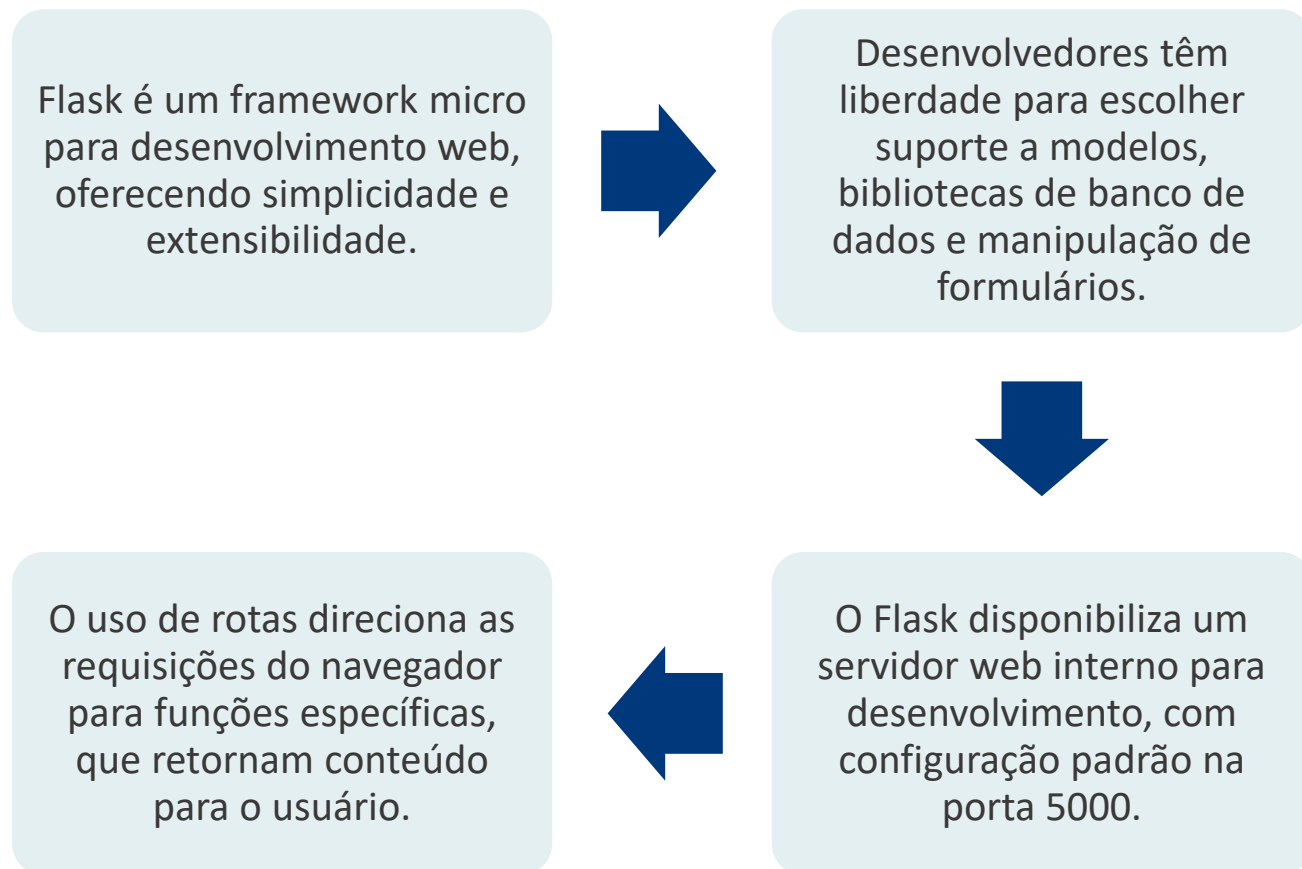 Flask é um framework micro
para desenvolvimento web,
oferecendo simplicidade e
extensibilidade.
Desenvolvedores têm
liberdade para escolher
suporte a modelos,
bibliotecas de banco de
dados e manipulação de
formulários.
O Flask disponibiliza um
servidor web interno para
desenvolvimento, com
configuração padrão na
porta 5000.
O uso de rotas direciona as
requisições do navegador
para funções específicas,
que retornam conteúdo
para o usuário.